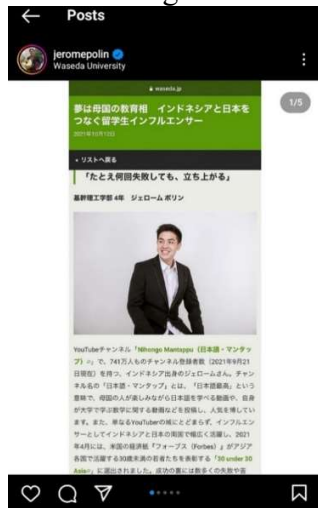 Posts
jeromepolin
Waseda University
waseda.jp
1/5
夢は母国の教育相　インドネシアと日本を
つなぐ留学生インフルエンサー
リストへ戻る
「たとえ何回失敗しても、立ち上がる」
基幹理工学部 4年　ジェローム ポリン
YouTubeチャンネル「Nihongo Mantappu（日本語・マンタッ
プ）」で、741万人ものチャンネル登録者数（2021年9月21
日現在）を持つ、インドネシア出身のジェロームさん。チャン
ネル名の「日本語・マンタップ」とは、「日本語最高」という
意味で、母国の人が楽しみながら日本語を学べる動画や、自身
が大学で学ぶ数学に関する動画などを投稿し、人気を博してい
ます。また、単なるYouTuberの域にとどまらず、インフルエン
サーとしてインドネシアと日本の両国で幅広く活躍し、2021
年4月には、米国の経済紙「フォーブス（Forbes）」がアジア
各国で活躍する30歳未満の若者たちを表彰する「30 under 30
Asia」に選出されました。成功の裏には数多くの失敗や苦